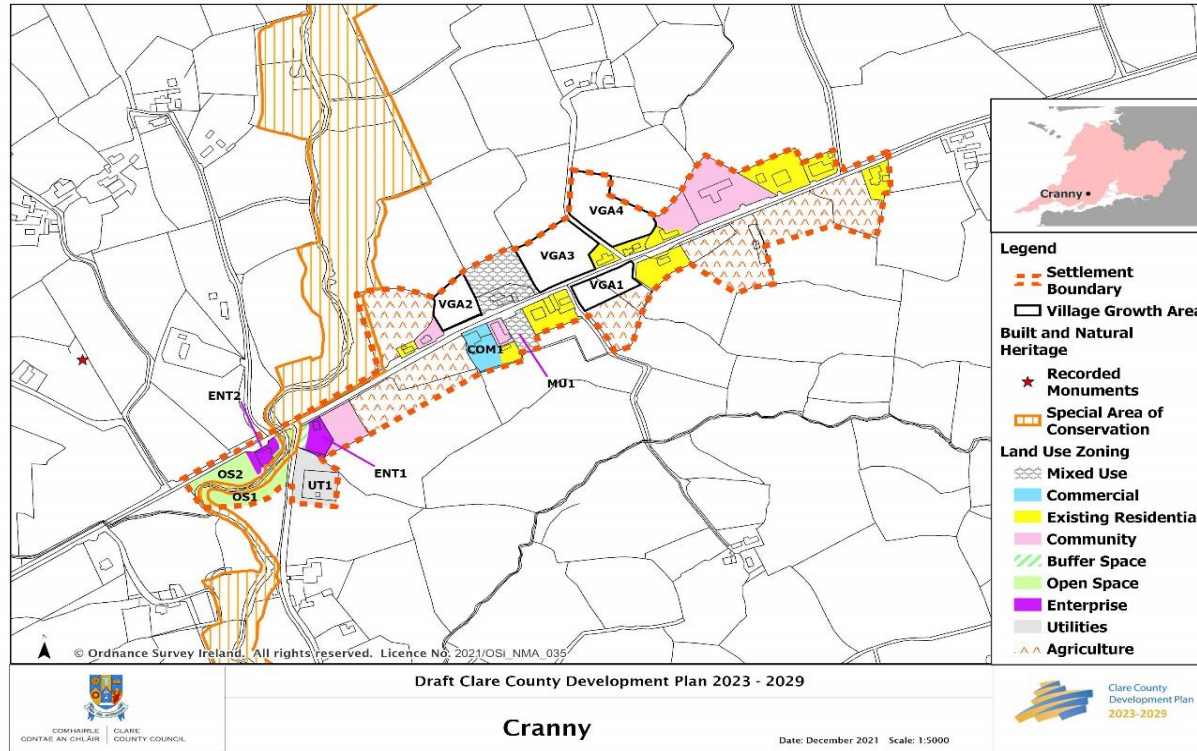 VGA4
VGA3
VGA1
VGA2
COM1
MU1
ENT2
ENT1
OS2
OS1
UT1
N
© Ordnance Survey Ireland. All rights reserved. Licence No. 2021/OSi_NMA_035
Cranny
Legend
Settlement
Boundary
Village Growth Area
Built and Natural
Heritage
Recorded
Monuments
Special Area of
Conservation
Land Use Zoning
Mixed Use
Commercial
Existing Residentia
Community
Buffer Space
Open Space
Enterprise
Utilities
Agriculture
COMHAIRLE
CONTAE AN CHLÁIR
CLARE
COUNTY COUNCIL
Draft Clare County Development Plan 2023 - 2029
Cranny
Date: December 2021 Scale: 1:5000
Clare County
Development Plan
2023-2029